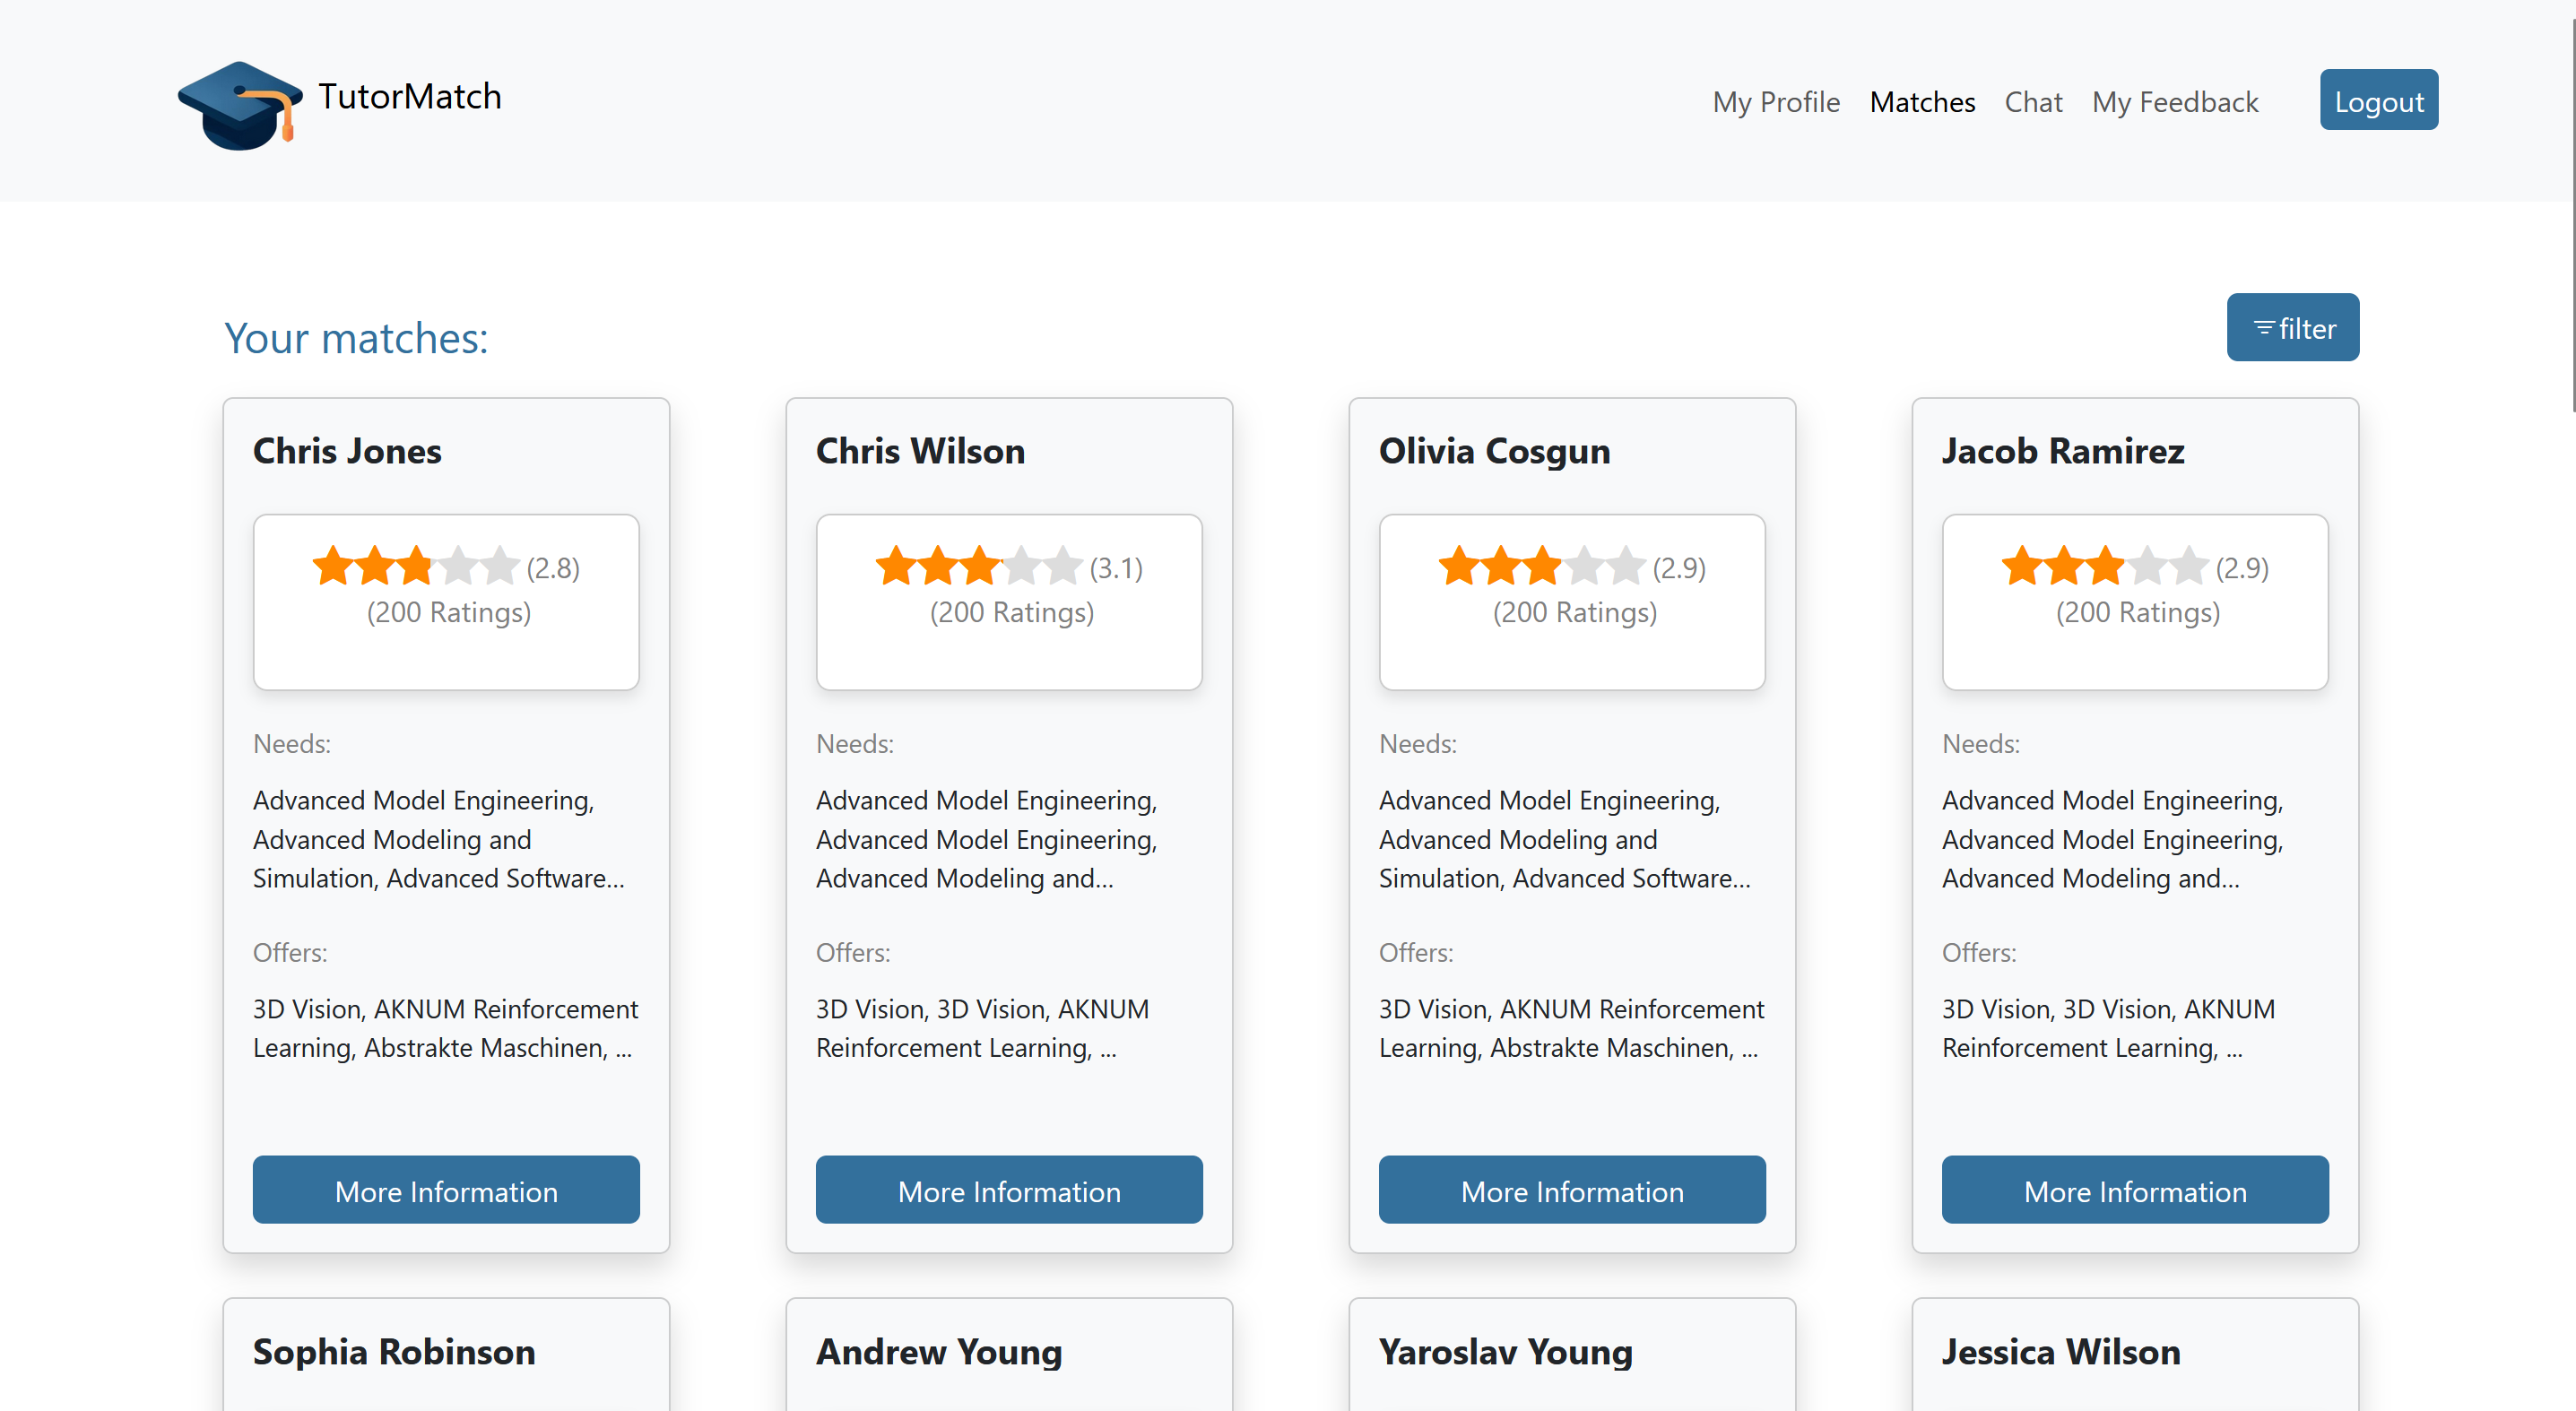 TutorMatch
My Profile Matches Chat My Feedback Logout
Your matches:
filter
Chris Jones
(2.8)
(200 Ratings)
Needs:
Advanced Model Engineering,
Advanced Modeling and
Simulation, Advanced Software...
Offers:
3D Vision, AKNUM Reinforcement
Learning, Abstrakte Maschinen, ...
More Information
Chris Wilson
(3.1)
(200 Ratings)
Needs:
Advanced Model Engineering,
Advanced Model Engineering,
Advanced Modeling and...
Offers:
3D Vision, 3D Vision, AKNUM
Reinforcement Learning, ...
More Information
Olivia Cosgun
(2.9)
(200 Ratings)
Needs:
Advanced Model Engineering,
Advanced Modeling and
Simulation, Advanced Software...
Offers:
3D Vision, AKNUM Reinforcement
Learning, Abstrakte Maschinen, ...
More Information
Jacob Ramirez
(2.9)
(200 Ratings)
Needs:
Advanced Model Engineering,
Advanced Model Engineering,
Advanced Modeling and...
Offers:
3D Vision, 3D Vision, AKNUM
Reinforcement Learning, ...
More Information
Sophia Robinson
Andrew Young
Yaroslav Young
Jessica Wilson